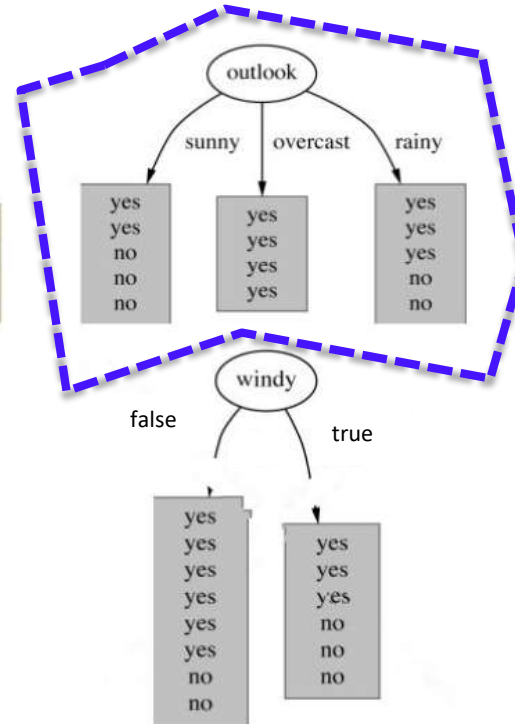 outlook
sunny overcast rainy
yes
yes
no
no
no
yes
yes
yes
yes
yes
yes
yes
no
no
windy
false true
yes
yes
yes
yes
yes
yes
no
no
yes
yes
yes
no
no
no